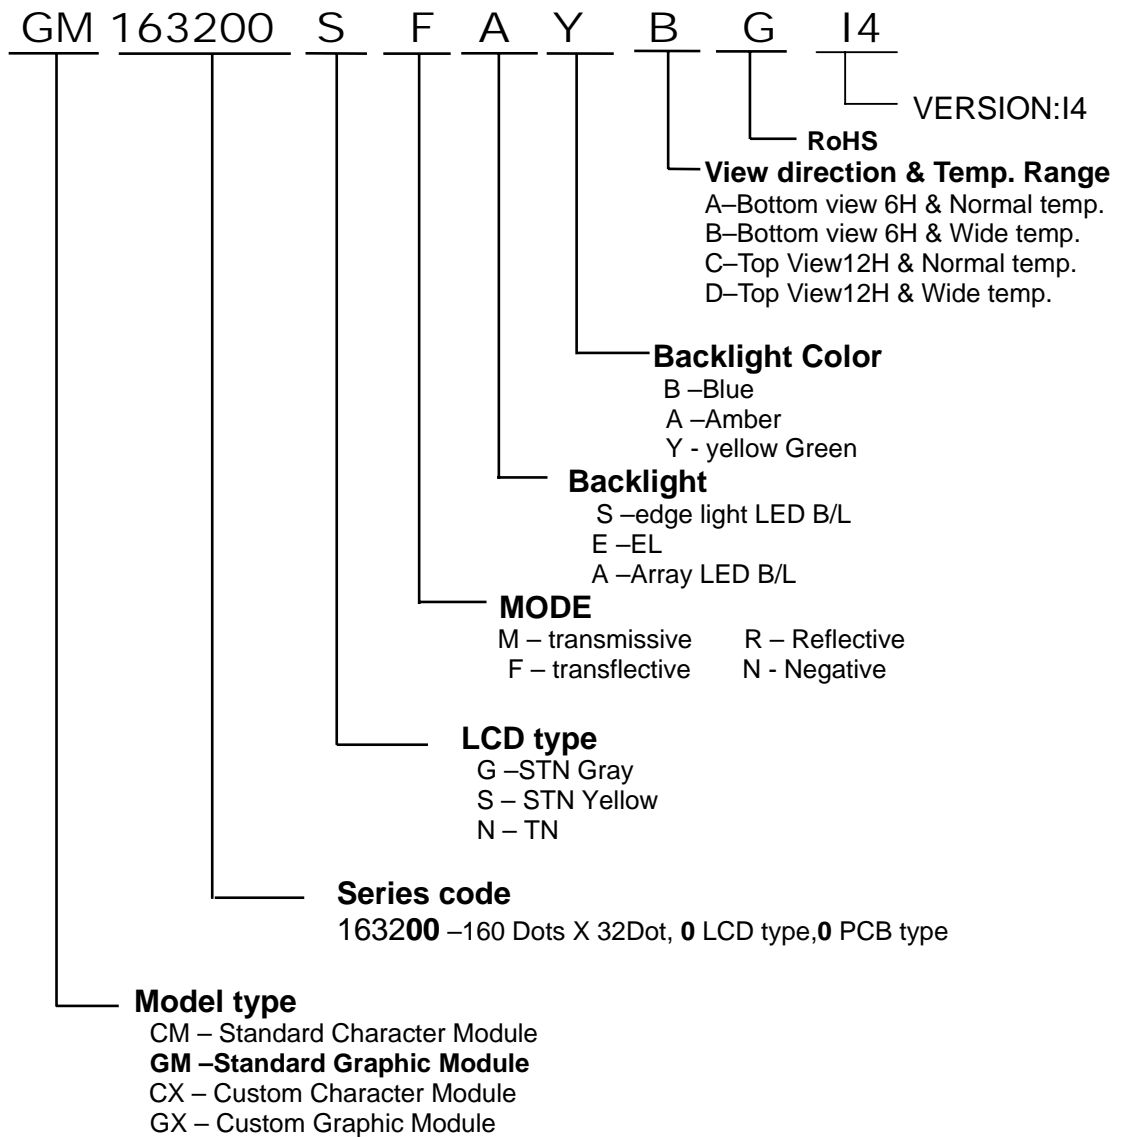 GM 163200 S F A Y B G I4
VERSION:I4
RoHS
View direction & Temp. Range
A–Bottom view 6H & Normal temp.
B–Bottom view 6H & Wide temp.
C–Top View12H & Normal temp.
D–Top View12H & Wide temp.
Backlight Color
B –Blue
A –Amber
Y - yellow Green
Backlight
S –edge light LED B/L
E –EL
A –Array LED B/L
MODE
M – transmissive R – Reflective
F – transflective N - Negative
LCD type
G –STN Gray
S – STN Yellow
N – TN
Series code
163200 –160 Dots X 32Dot, 0 LCD type,0 PCB type
Model type
CM – Standard Character Module
GM –Standard Graphic Module
CX – Custom Character Module
GX – Custom Graphic Module